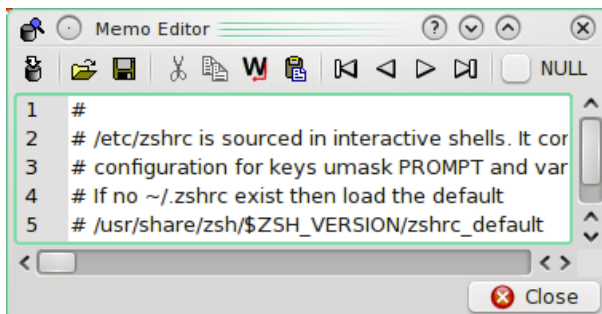 Memo Editor
NULL
1 #
2 # /etc/zshrc is sourced in interactive shells. It cor
3 # configuration for keys umask PROMPT and var
4 # If no ~/.zshrc exist then load the default
5 # /usr/share/zsh/$ZSH_VERSION/zshrc_default
Close